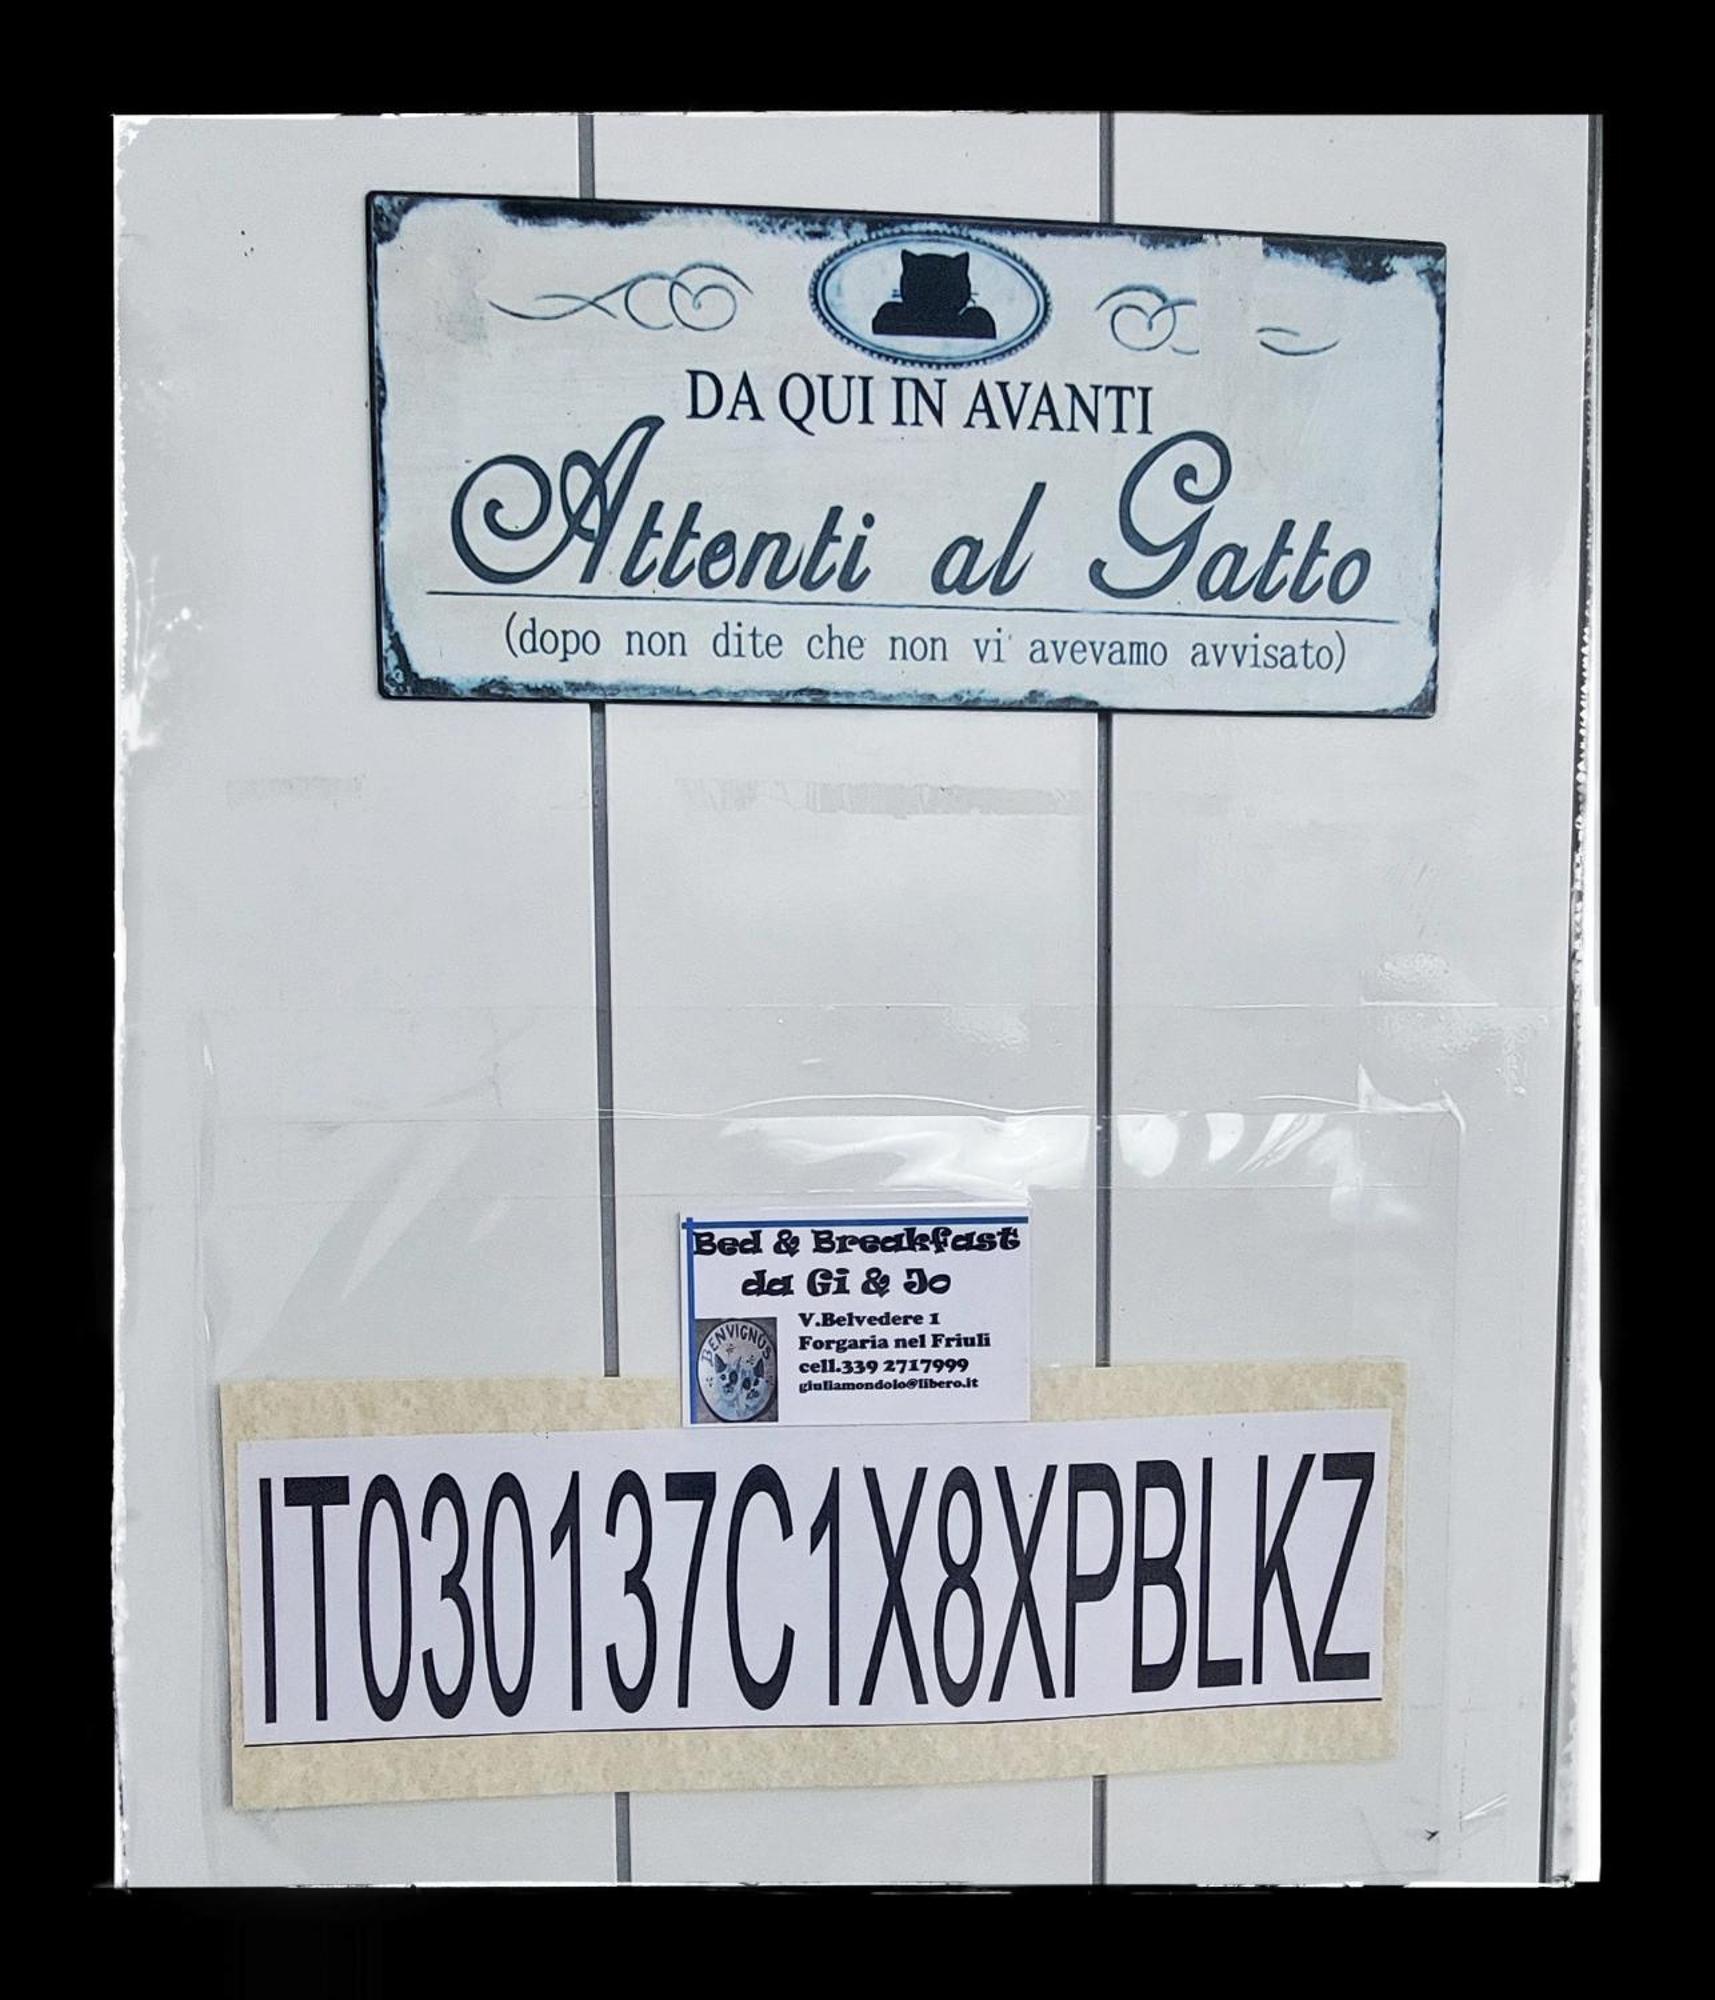 DA QUI IN AVANTI
Attenti al Gatto
(dopo non dite che non vi avevamo avvisato)
Bed & Breakfast
da Gi & Jo
V.Belvedere 1
Forgaria nel Friuli
cell.339 2717999
giuliamondolo@libero.it
BENVIGNÛS
IT030137C1X8XPBLKZ